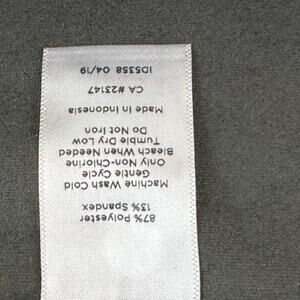 87% Polyester
13% Spandex
Machine Wash Cold
Gentle Cycle
Only Non-Chlorine
Bleach When Needed
Tumble Dry Low
Do Not Iron
Made In Indonesia
CA #23147
ID5358 04/19